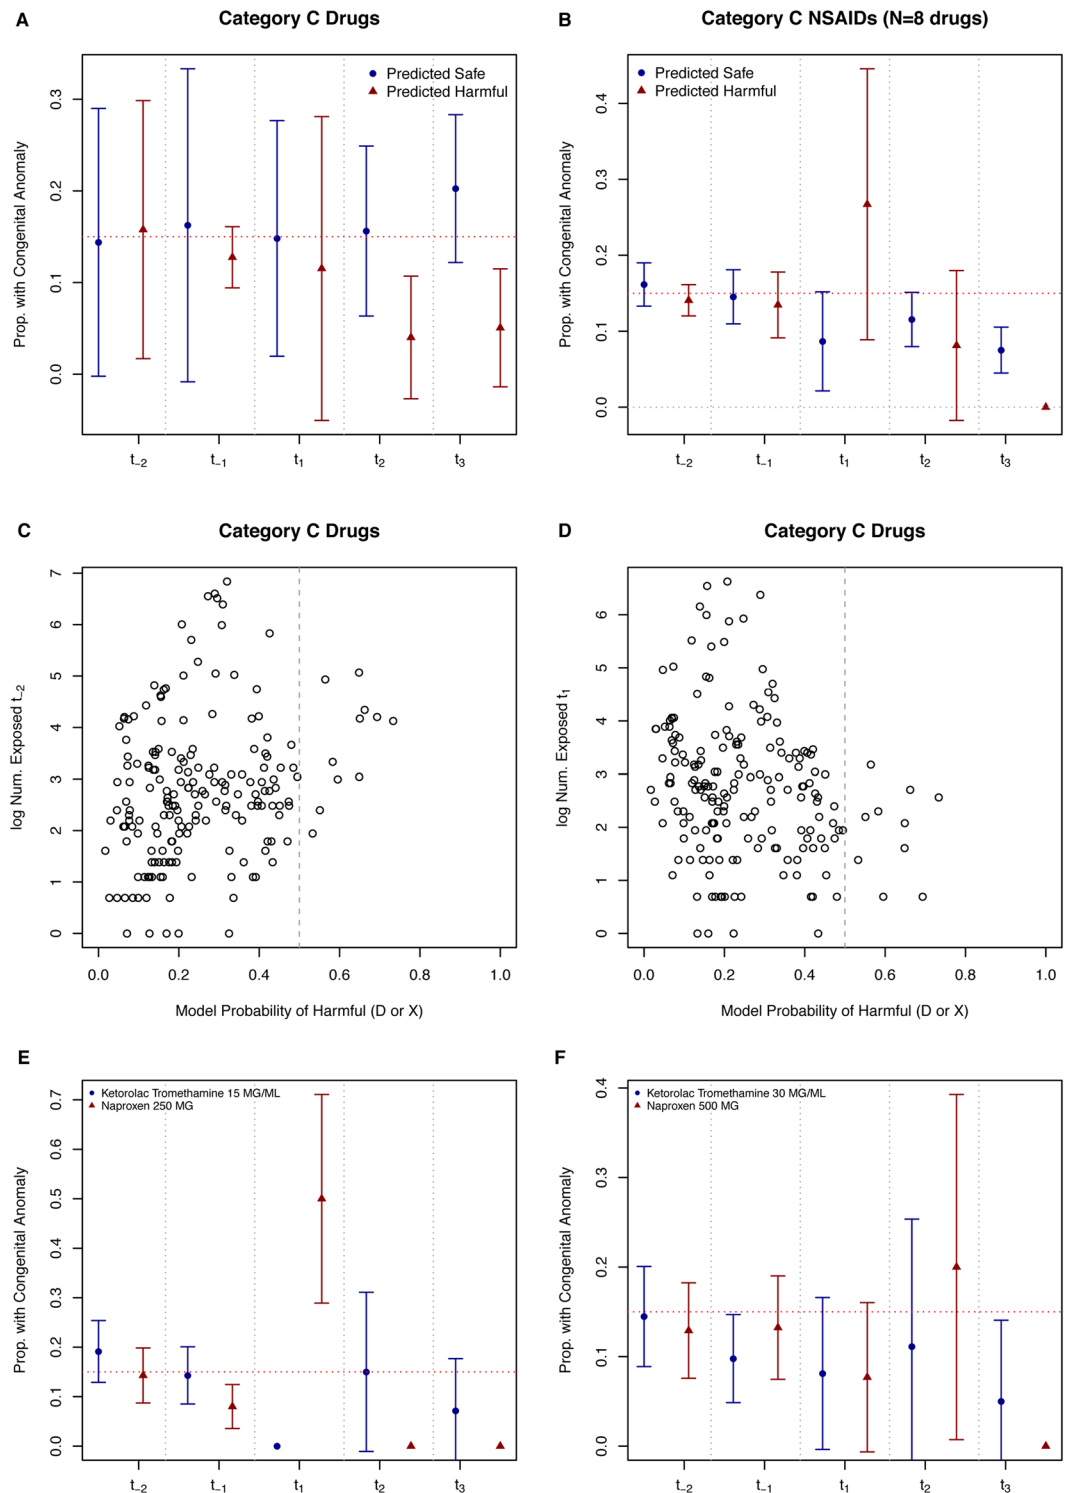 A
Category C Drugs
Prop. with Congenital Anomaly
0.0 0.1 0.2 0.3
Predicted Safe
Predicted Harmful
t−2 t−1 t1 t2 t3
B
Category C NSAIDs (N=8 drugs)
Prop. with Congenital Anomaly
0.0 0.1 0.2 0.3 0.4
Predicted Safe
Predicted Harmful
t−2 t−1 t1 t2 t3
C
Category C Drugs
log Num. Exposed t−2
0 1 2 3 4 5 6 7
0.0 0.2 0.4 0.6 0.8 1.0
Model Probability of Harmful (D or X)
D
Category C Drugs
log Num. Exposed t1
0 1 2 3 4 5 6
0.0 0.2 0.4 0.6 0.8 1.0
Model Probability of Harmful (D or X)
E
Prop. with Congenital Anomaly
0.0 0.1 0.2 0.3 0.4 0.5 0.6 0.7
Ketorolac Tromethamine 15 MG/ML
Naproxen 250 MG
t−2 t−1 t1 t2 t3
F
Prop. with Congenital Anomaly
0.0 0.1 0.2 0.3 0.4
Ketorolac Tromethamine 30 MG/ML
Naproxen 500 MG
t−2 t−1 t1 t2 t3